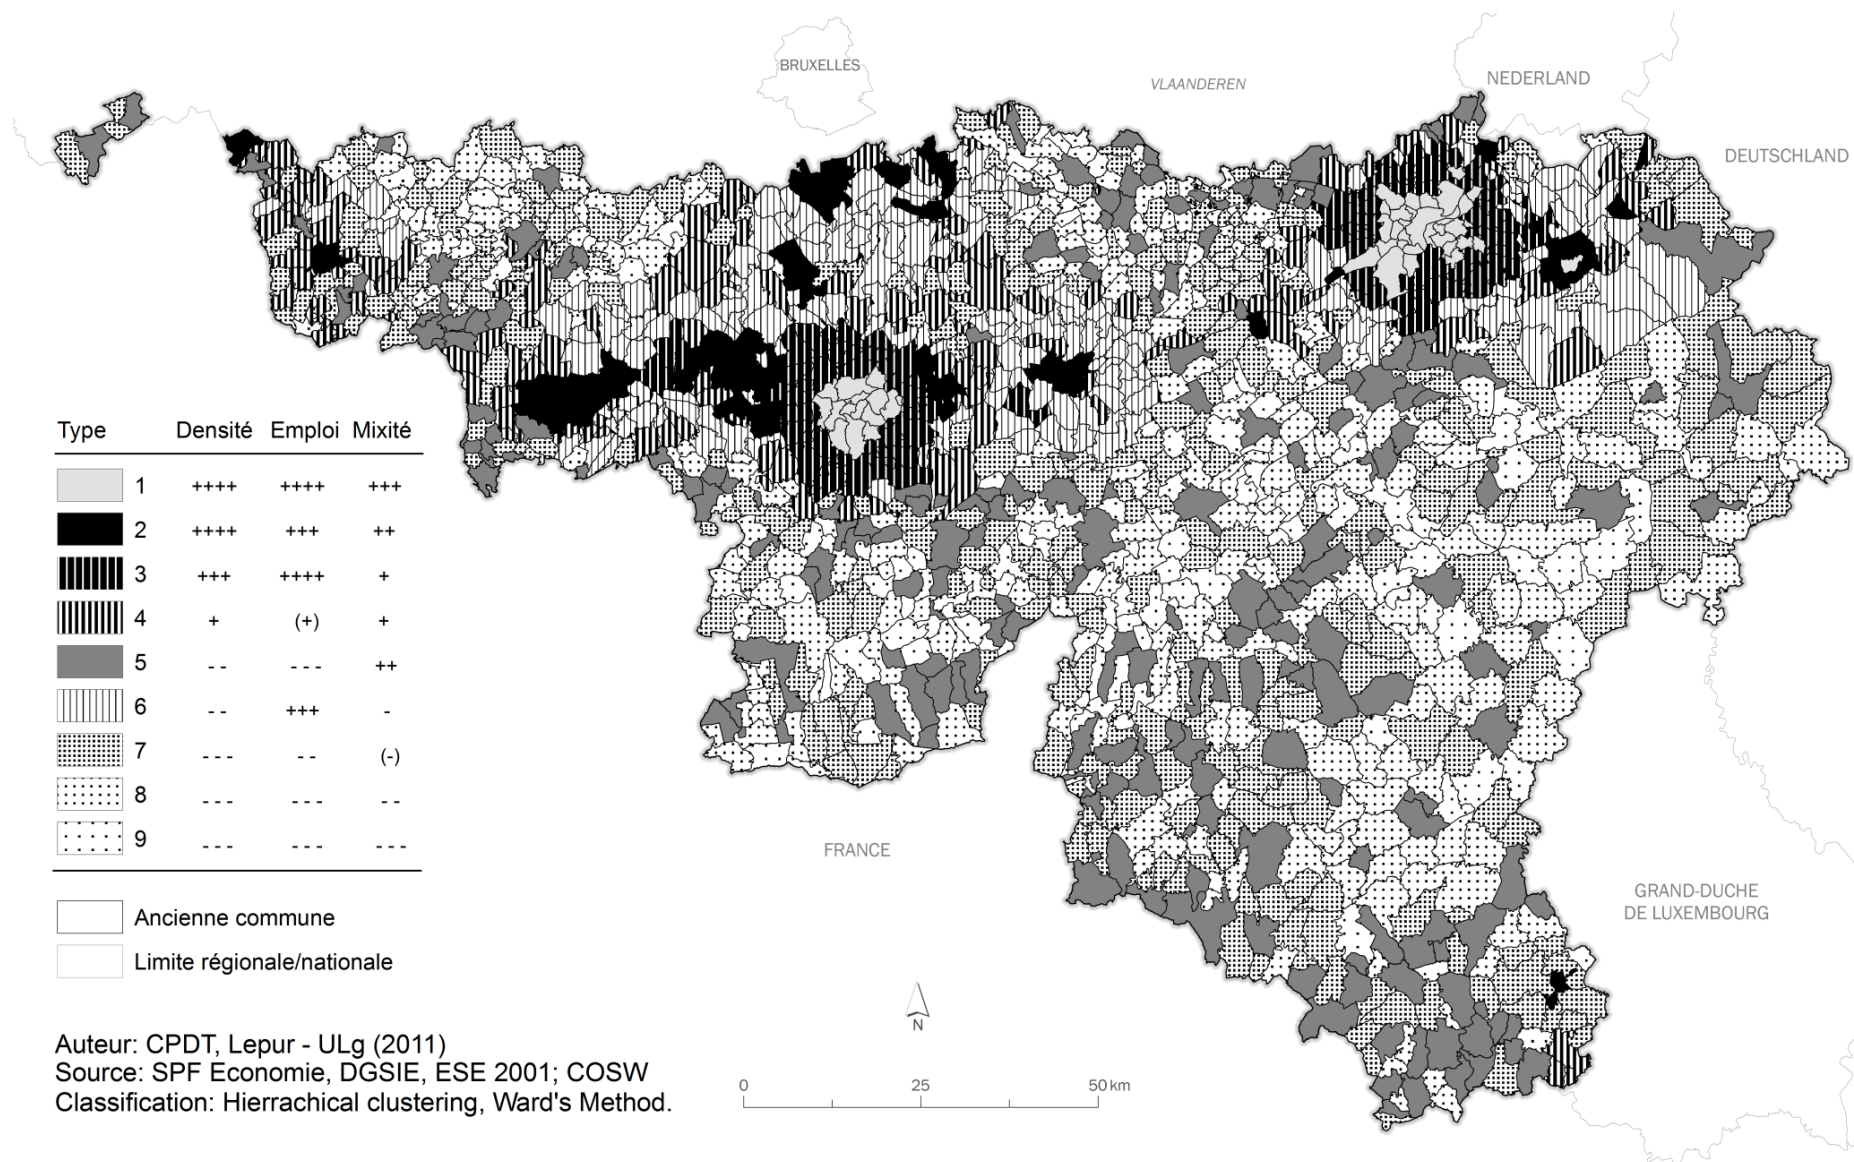 BRUXELLES
VLAANDEREN
NEDERLAND
DEUTSCHLAND
Type Densité Emploi Mixité
1 ++++ ++++ +++
2 ++++ +++ ++
3 +++ ++++ +
4 + (+) +
5 -- --- ++
6 -- +++ -
7 --- -- (-)
8 --- --- --
9 --- --- ---
Ancienne commune
Limite régionale/nationale
FRANCE
GRAND-DUCHE
DE LUXEMBOURG
N
Auteur: CPDT, Lepur - ULg (2011)
Source: SPF Economie, DGSIE, ESE 2001; COSW
Classification: Hierrachical clustering, Ward's Method.
0 25 50 km